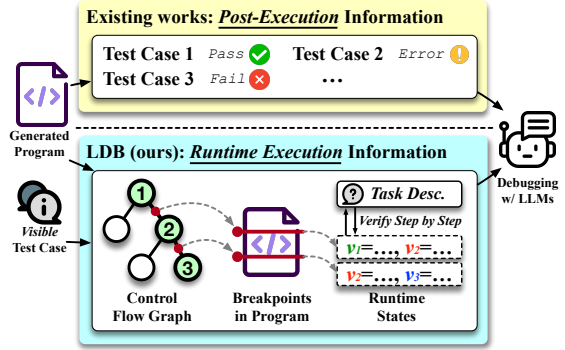 Existing works: Post-Execution Information
Test Case 1 Pass Test Case 2 Error
Test Case 3 Fail ...
Generated
Program
LDB (ours): Runtime Execution Information
Visible
Test Case
1
2
3
Control
Flow Graph
</>
Breakpoints
in Program
Task Desc.
Verify Step by Step
v1=..., v2=...
v2=..., v3=...
Runtime
States
Debugging
w/ LLMs